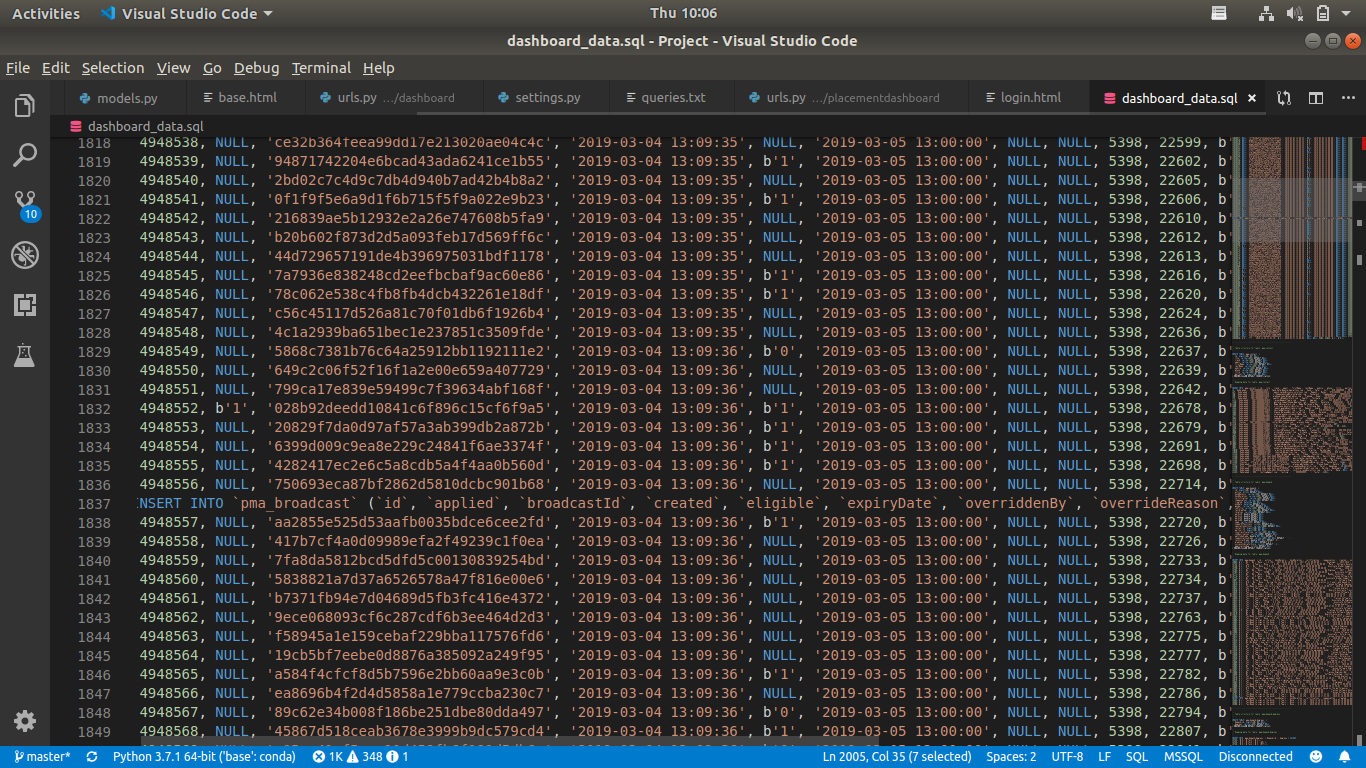 Activities Visual Studio Code Thu 10:06
dashboard_data.sql - Project - Visual Studio Code
File Edit Selection View Go Debug Terminal Help
models.py base.html urls.py .../dashboard settings.py queries.txt urls.py .../placementdashboard login.html dashboard_data.sql
dashboard_data.sql
1818 4948538, NULL, 'ce32b364feea99dd17e213020ae04c4c', '2019-03-04 13:09:35', NULL, '2019-03-05 13:00:00', NULL, NULL, 5398, 22599, b'
1819 4948539, NULL, '94871742204e6bcad43ada6241ce1b55', '2019-03-04 13:09:35', b'1', '2019-03-05 13:00:00', NULL, NULL, 5398, 22602, b'
1820 4948540, NULL, '2bd02c7c4d9c7db4d940b7ad42b4b8a2', '2019-03-04 13:09:35', NULL, '2019-03-05 13:00:00', NULL, NULL, 5398, 22605, b'
1821 4948541, NULL, '0f1f9f5e6a9d1f6b715f5f9a022e9b23', '2019-03-04 13:09:35', b'1', '2019-03-05 13:00:00', NULL, NULL, 5398, 22606, b'
1822 4948542, NULL, '216839ae5b12932e2a26e747608b5fa9', '2019-03-04 13:09:35', NULL, '2019-03-05 13:00:00', NULL, NULL, 5398, 22610, b'
1823 4948543, NULL, 'b20b602f873d2d5a093feb17d569ff6c', '2019-03-04 13:09:35', NULL, '2019-03-05 13:00:00', NULL, NULL, 5398, 22612, b'
1824 4948544, NULL, '44d729657191de4b396975031bdf1178', '2019-03-04 13:09:35', NULL, '2019-03-05 13:00:00', NULL, NULL, 5398, 22613, b'
1825 4948545, NULL, '7a7936e838248cd2eefbcbaf9ac60e86', '2019-03-04 13:09:35', b'1', '2019-03-05 13:00:00', NULL, NULL, 5398, 22616, b'
1826 4948546, NULL, '78c062e538c4fb8fb4dcb432261e18df', '2019-03-04 13:09:35', b'1', '2019-03-05 13:00:00', NULL, NULL, 5398, 22620, b'
1827 4948547, NULL, 'c56c45117d526a81c70f01db6f1926b4', '2019-03-04 13:09:35', NULL, '2019-03-05 13:00:00', NULL, NULL, 5398, 22624, b'
1828 4948548, NULL, '4c1a2939ba651bec1e237851c3509fde', '2019-03-04 13:09:35', NULL, '2019-03-05 13:00:00', NULL, NULL, 5398, 22636, b'
1829 4948549, NULL, '5868c7381b76c64a25912bb1192111e2', '2019-03-04 13:09:36', b'0', '2019-03-05 13:00:00', NULL, NULL, 5398, 22637, b'
1830 4948550, NULL, '649c2c06f52f16f1a2e00e659a407729', '2019-03-04 13:09:36', NULL, '2019-03-05 13:00:00', NULL, NULL, 5398, 22639, b'
1831 4948551, NULL, '799ca17e839e59499c7f39634abf168f', '2019-03-04 13:09:36', NULL, '2019-03-05 13:00:00', NULL, NULL, 5398, 22642, b'
1832 4948552, b'1', '028b92deedd10841c6f896c15cf6f9a5', '2019-03-04 13:09:36', b'1', '2019-03-05 13:00:00', NULL, NULL, 5398, 22678, b'
1833 4948553, NULL, '20829f7da0d97af57a3ab399db2a872b', '2019-03-04 13:09:36', b'1', '2019-03-05 13:00:00', NULL, NULL, 5398, 22679, b'
1834 4948554, NULL, '6399d009c9ea8e229c24841f6ae3374f', '2019-03-04 13:09:36', b'1', '2019-03-05 13:00:00', NULL, NULL, 5398, 22691, b'
1835 4948555, NULL, '4282417ec2e6c5a8cdb5a4f4aa0b560d', '2019-03-04 13:09:36', b'1', '2019-03-05 13:00:00', NULL, NULL, 5398, 22698, b'
1836 4948556, NULL, '750693eca87bf2862d5810dcbc901b68', '2019-03-04 13:09:36', NULL, '2019-03-05 13:00:00', NULL, NULL, 5398, 22714, b'
1837 INSERT INTO `pma_broadcast` (`id`, `applied`, `broadcastId`, `created`, `eligible`, `expiryDate`, `overriddenBy`, `overrideReason`,
1838 4948557, NULL, 'aa2855e525d53aafb0035bdce6cee2fd', '2019-03-04 13:09:36', b'1', '2019-03-05 13:00:00', NULL, NULL, 5398, 22720, b'
1839 4948558, NULL, '417b7cf4a0d09989efa2f49239c1f0ea', '2019-03-04 13:09:36', NULL, '2019-03-05 13:00:00', NULL, NULL, 5398, 22726, b'
1840 4948559, NULL, '7fa8da5812bcd5dfd5c00130839254bd', '2019-03-04 13:09:36', NULL, '2019-03-05 13:00:00', NULL, NULL, 5398, 22733, b'
1841 4948560, NULL, '5838821a7d37a6526578a47f816e00e6', '2019-03-04 13:09:36', NULL, '2019-03-05 13:00:00', NULL, NULL, 5398, 22734, b'
1842 4948561, NULL, 'b7371fb94e7d04689d5fb3fc416e4372', '2019-03-04 13:09:36', NULL, '2019-03-05 13:00:00', NULL, NULL, 5398, 22737, b'
1843 4948562, NULL, '9ece068093cf6c287cdf6b3ee464d2d3', '2019-03-04 13:09:36', NULL, '2019-03-05 13:00:00', NULL, NULL, 5398, 22763, b'
1844 4948563, NULL, 'f58945a1e159cebaf229bba117576fd6', '2019-03-04 13:09:36', NULL, '2019-03-05 13:00:00', NULL, NULL, 5398, 22775, b'
1845 4948564, NULL, '19cb5bf7eebe0d8876a385092a249f95', '2019-03-04 13:09:36', NULL, '2019-03-05 13:00:00', NULL, NULL, 5398, 22777, b'
1846 4948565, NULL, 'a584f4cfcf8d5b7596e2bb60aa9e3c0b', '2019-03-04 13:09:36', b'1', '2019-03-05 13:00:00', NULL, NULL, 5398, 22782, b'
1847 4948566, NULL, 'ea8696b4f2d4d5858a1e779ccba230c7', '2019-03-04 13:09:36', NULL, '2019-03-05 13:00:00', NULL, NULL, 5398, 22786, b'
1848 4948567, NULL, '89c62e34b008f186be251dbe80dda497', '2019-03-04 13:09:36', b'0', '2019-03-05 13:00:00', NULL, NULL, 5398, 22794, b'
1849 4948568, NULL, '45867d518ceab3678e3999b9dc579cd4', '2019-03-04 13:09:36', NULL, '2019-03-05 13:00:00', NULL, NULL, 5398, 22807, b'
10
master* Python 3.7.1 64-bit ('base': conda) 1K 348 1 Ln 2005, Col 35 (7 selected) Spaces: 2 UTF-8 LF SQL MSSQL Disconnected